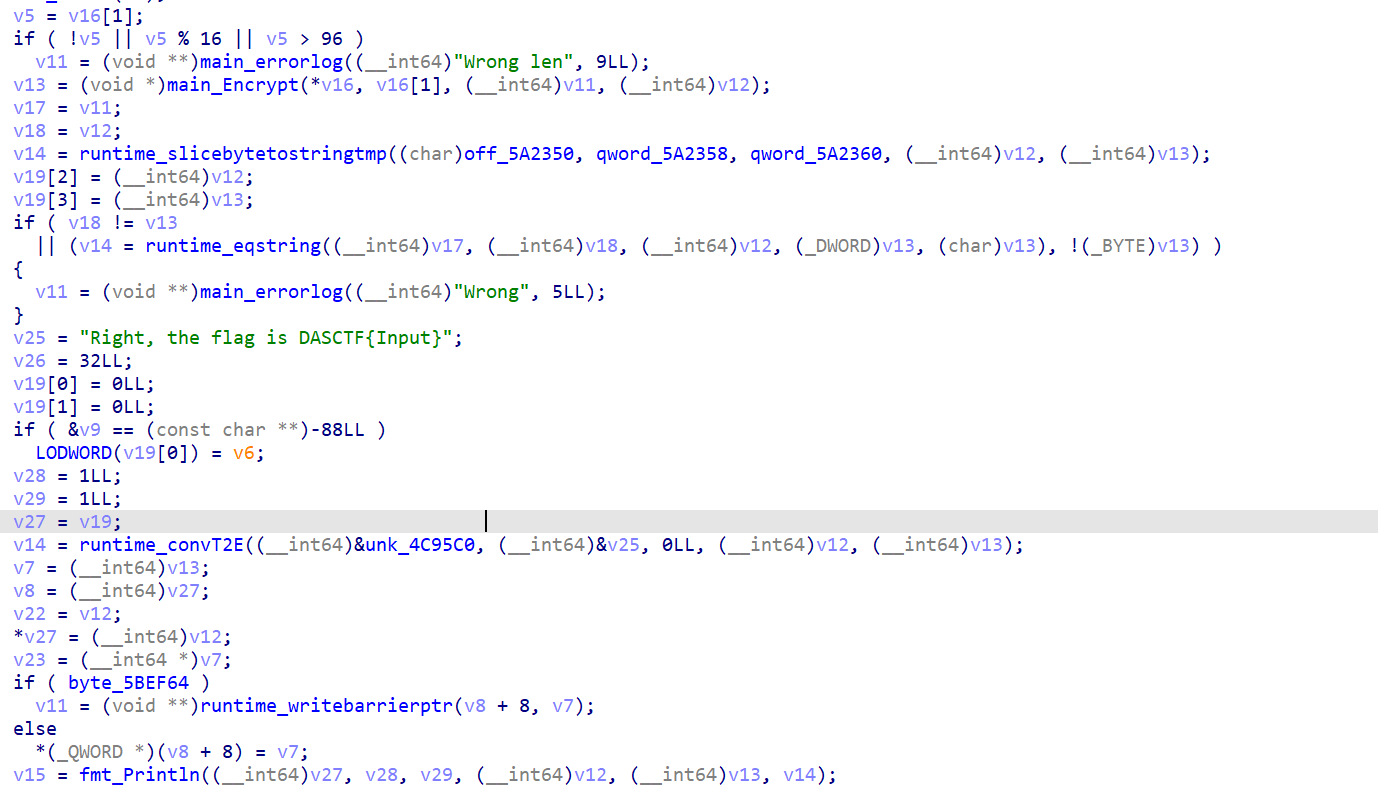 v5 = v16[1];
if ( !v5 || v5 % 16 || v5 > 96 )
v11 = (void **)main_errorlog((__int64)"Wrong len", 9LL);
v13 = (void *)main_Encrypt(*v16, v16[1], (__int64)v11, (__int64)v12);
v17 = v11;
v18 = v12;
v14 = runtime_slicebytetostringtmp((char)off_5A2350, qword_5A2358, qword_5A2360, (__int64)v12, (__int64)v13);
v19[2] = (__int64)v12;
v19[3] = (__int64)v13;
if ( v18 != v13
|| (v14 = runtime_eqstring((__int64)v17, (__int64)v18, (__int64)v12, (_DWORD)v13, (char)v13), !(_BYTE)v13) )
{
v11 = (void **)main_errorlog((__int64)"Wrong", 5LL);
}
v25 = "Right, the flag is DASCTF{Input}";
v26 = 32LL;
v19[0] = 0LL;
v19[1] = 0LL;
if ( &v9 == (const char **)-88LL )
LODWORD(v19[0]) = v6;
v28 = 1LL;
v29 = 1LL;
v27 = v19;
v14 = runtime_convT2E((__int64)&unk_4C95C0, (__int64)&v25, 0LL, (__int64)v12, (__int64)v13);
v7 = (__int64)v13;
v8 = (__int64)v27;
v22 = v12;
*v27 = (__int64)v12;
v23 = (__int64 *)v7;
if ( byte_5BEF64 )
v11 = (void **)runtime_writebarrierptr(v8 + 8, v7);
else
*(_QWORD *)(v8 + 8) = v7;
v15 = fmt_Println((__int64)v27, v28, v29, (__int64)v12, (__int64)v13, v14);